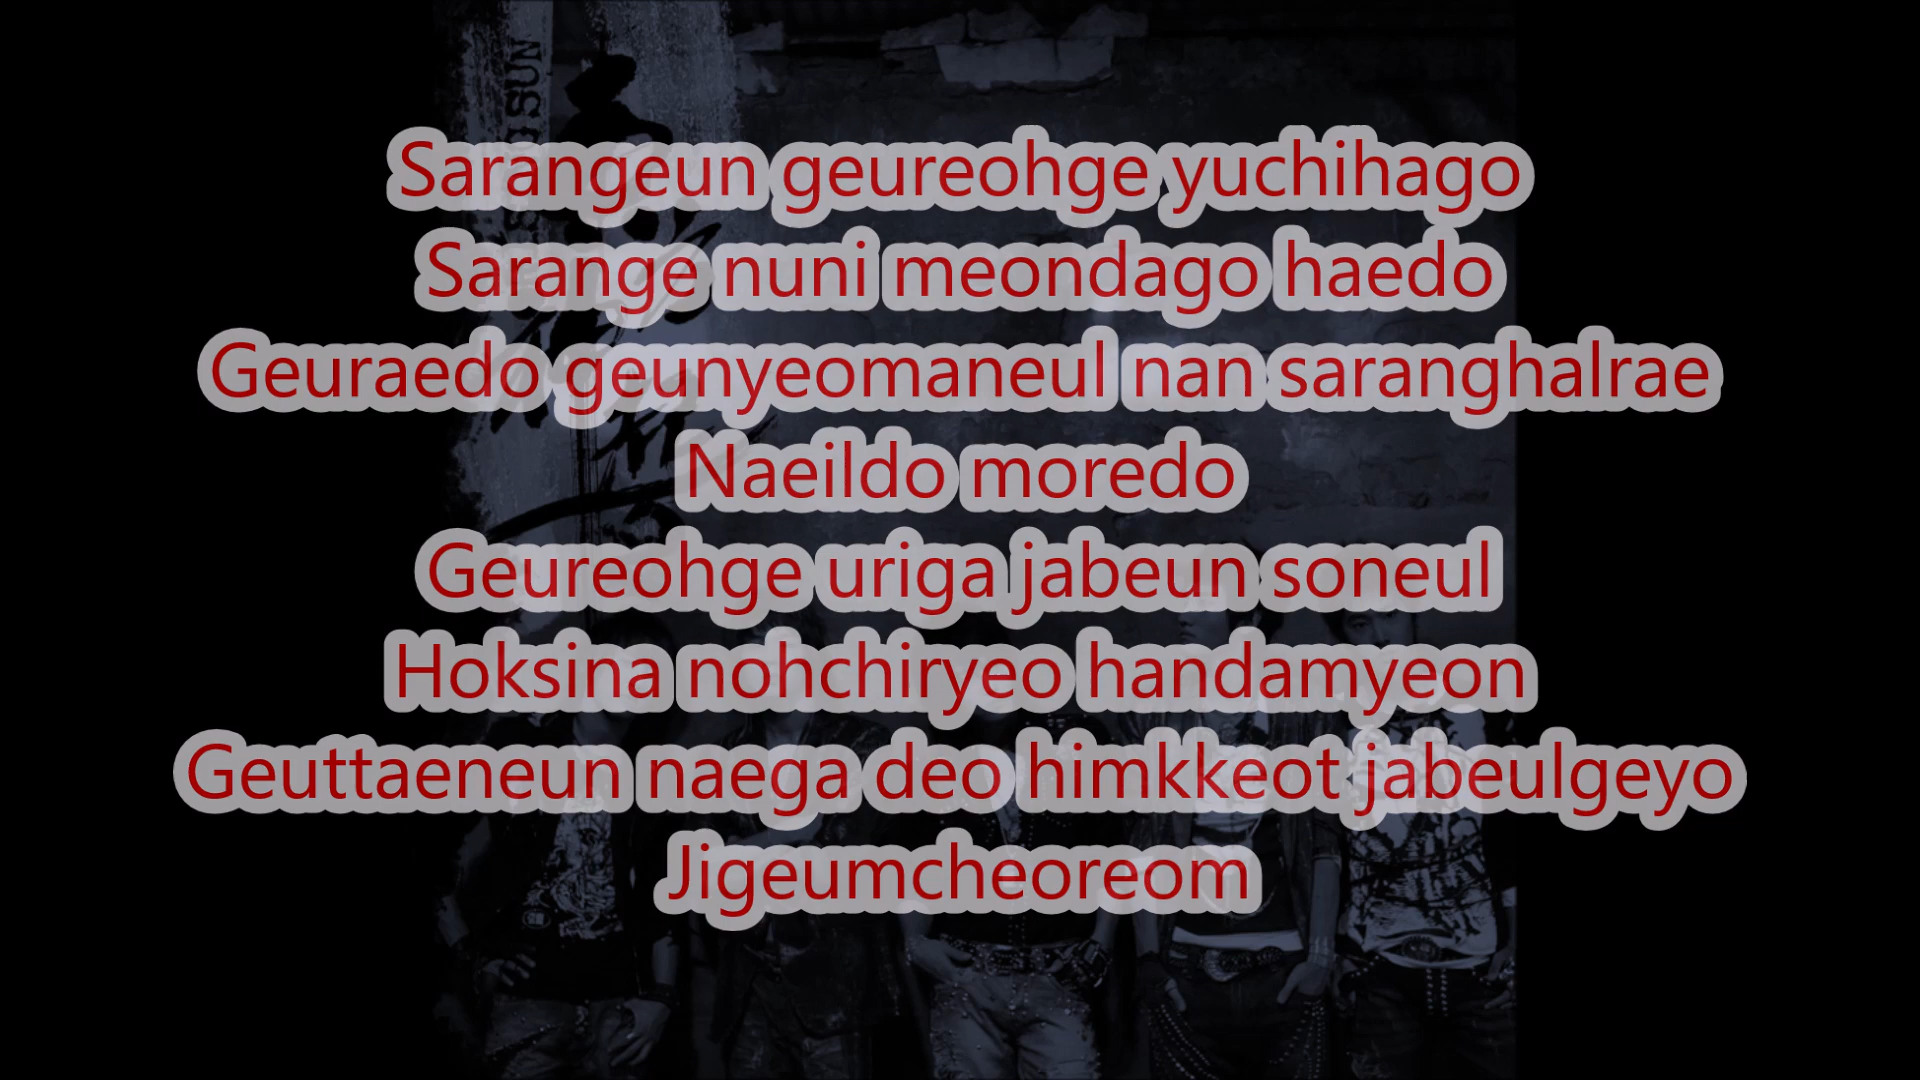 Sarangeun geureohge yuchihago
Sarange nuni meondago haedo
Geuraedo geunyeomaneul nan saranghalrae
Naeildo moredo
Geureohge uriga jabeun soneul
Hoksina nohchiryeo handamyeon
Geuttaeneun naega deo himkkeot jabeulgeyo
Jigeumcheoreom